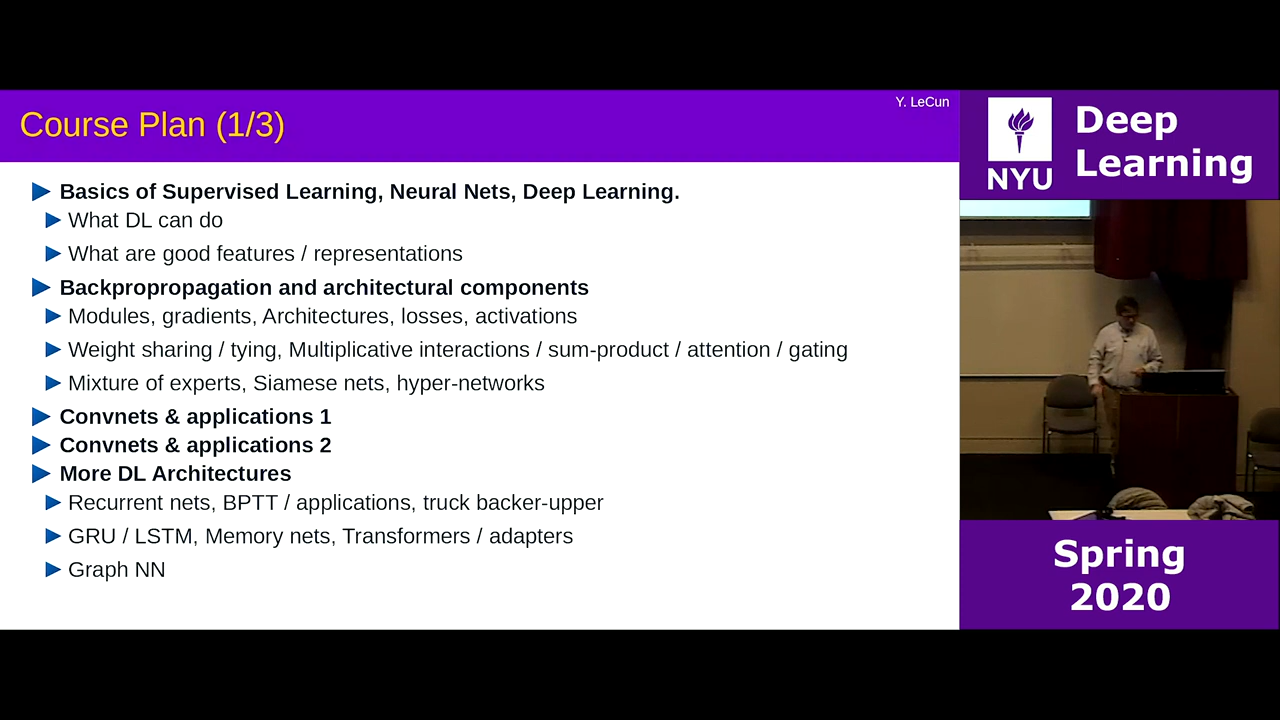 Y. LeCun
Course Plan (1/3)
Basics of Supervised Learning, Neural Nets, Deep Learning.
What DL can do
What are good features / representations
Backpropropagation and architectural components
Modules, gradients, Architectures, losses, activations
Weight sharing / tying, Multiplicative interactions / sum-product / attention / gating
Mixture of experts, Siamese nets, hyper-networks
Convnets & applications 1
Convnets & applications 2
More DL Architectures
Recurrent nets, BPTT / applications, truck backer-upper
GRU / LSTM, Memory nets, Transformers / adapters
Graph NN
NYU
Deep
Learning
Spring
2020